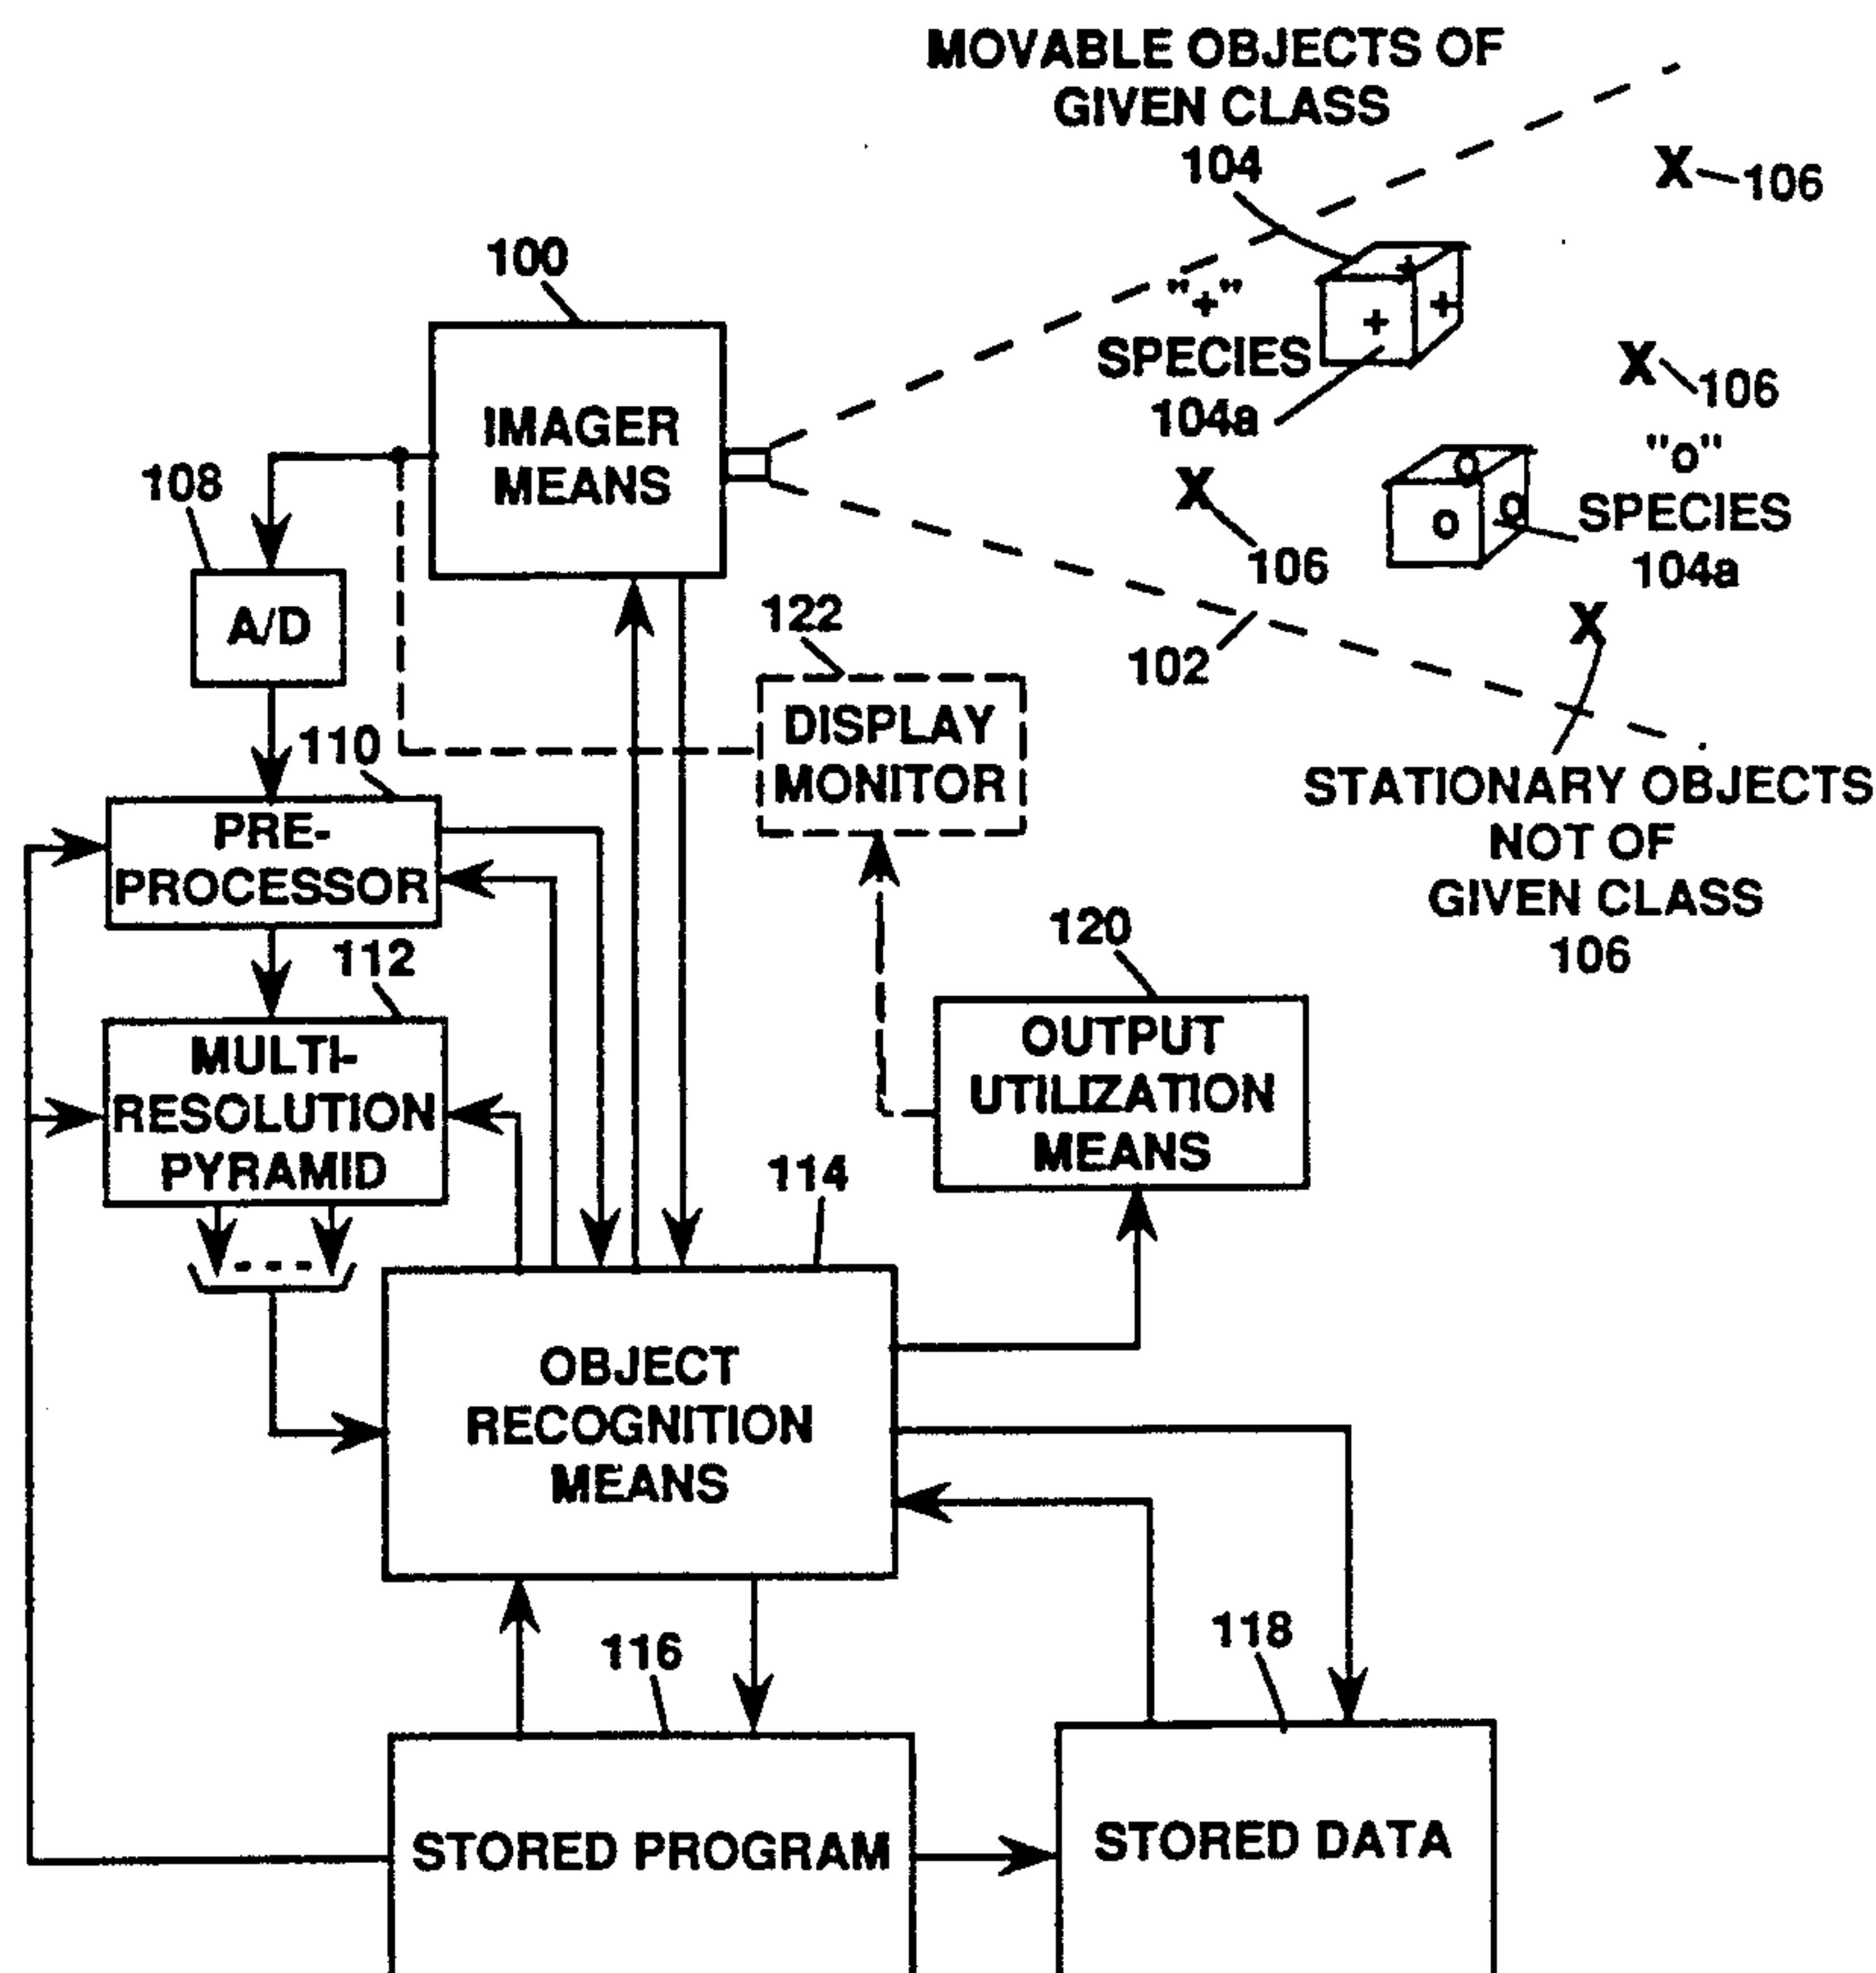 MOVABLE OBJECTS OF
GIVEN CLASS
104
X
106
100
"+"
SPECIES
104a
+
+
+
X
106
"o"
SPECIES
104a
o
o
o
IMAGER
MEANS
X
106
108
A/D
102
X
122
DISPLAY
MONITOR
STATIONARY OBJECTS
NOT OF
GIVEN CLASS
106
110
PRE-
PROCESSOR
112
MULTI-
RESOLUTION
PYRAMID
120
OUTPUT
UTILIZATION
MEANS
114
OBJECT
RECOGNITION
MEANS
116
STORED PROGRAM
118
STORED DATA